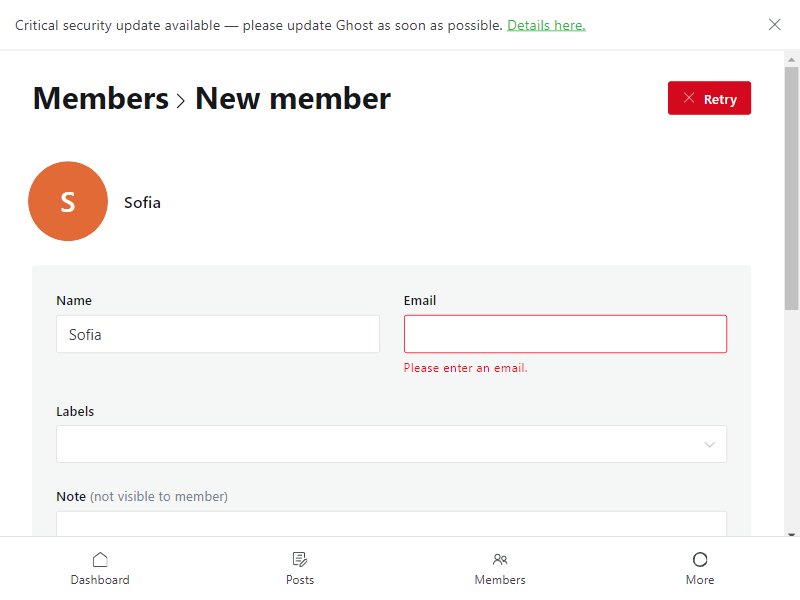 Critical security update available — please update Ghost as soon as possible. Details here.
Members > New member
Retry
S
Sofia
Name
Email
Sofia
Please enter an email.
Labels
Note (not visible to member)
Dashboard
Posts
Members
More